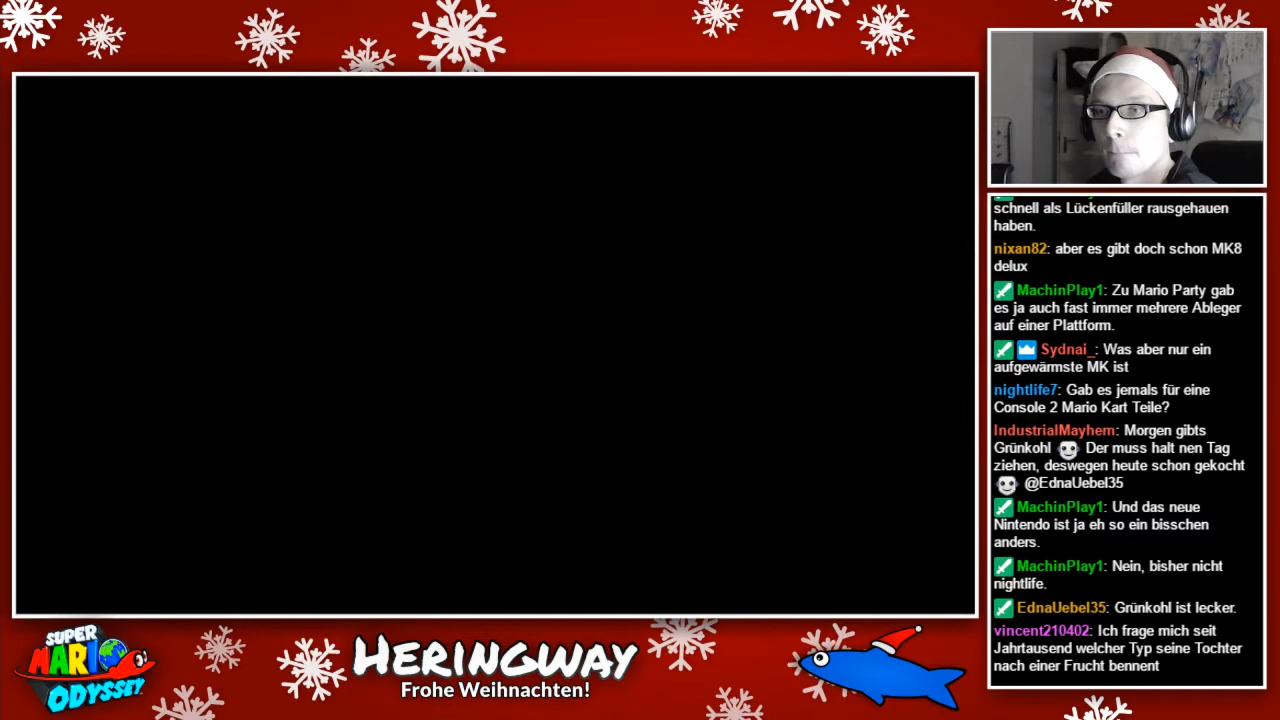 schnell als Lückenfüller rausgehauen
haben.
nixan82: aber es gibt doch schon MK8
delux
MachinPlay1: Zu Mario Party gab
es ja auch fast immer mehrere Ableger
auf einer Plattform.
Sydnai_: Was aber nur ein
aufgewärmste MK ist
nightlife7: Gab es jemals für eine
Console 2 Mario Kart Teile?
IndustrialMayhem: Morgen gibts
Grünkohl Der muss halt nen Tag
ziehen, deswegen heute schon gekocht
@EdnaUebel35
MachinPlay1: Und das neue
Nintendo ist ja eh so ein bisschen
anders.
MachinPlay1: Nein, bisher nicht
nightlife.
EdnaUebel35: Grünkohl ist lecker.
vincent210402: Ich frage mich seit
Jahrtausend welcher Typ seine Tochter
nach einer Frucht bennent
SUPER
MARIO
ODYSSEY
HERINGWAY
Frohe Weihnachten!